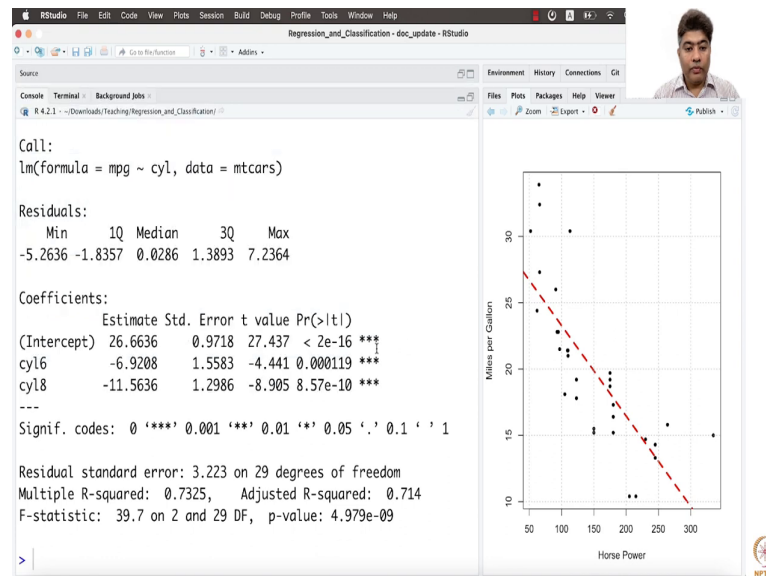 RStudio File Edit Code View Plots Session Build Debug Profile Tools Window Help
Regression_and_Classification - doc_update - RStudio
Go to file/function Addins
Source
Environment History Connections Git
Console Terminal × Background Jobs ×
Files Plots Packages Help Viewer
R 4.2.1 · ~/Downloads/Teaching/Regression_and_Classification/
Zoom Export Publish
Call:
lm(formula = mpg ~ cyl, data = mtcars)
Residuals:
Min 1Q Median 3Q Max
-5.2636 -1.8357 0.0286 1.3893 7.2364
Coefficients:
Estimate Std. Error t value Pr(>|t|)
(Intercept) 26.6636 0.9718 27.437 < 2e-16 ***
cyl6 -6.9208 1.5583 -4.441 0.000119 ***
cyl8 -11.5636 1.2986 -8.905 8.57e-10 ***
---
Signif. codes: 0 ‘***’ 0.001 ‘**’ 0.01 ‘*’ 0.05 ‘.’ 0.1 ‘ ’ 1
Residual standard error: 3.223 on 29 degrees of freedom
Multiple R-squared: 0.7325, Adjusted R-squared: 0.714
F-statistic: 39.7 on 2 and 29 DF, p-value: 4.979e-09
>
Miles per Gallon
30
25
20
15
10
50 100 150 200 250 300
Horse Power